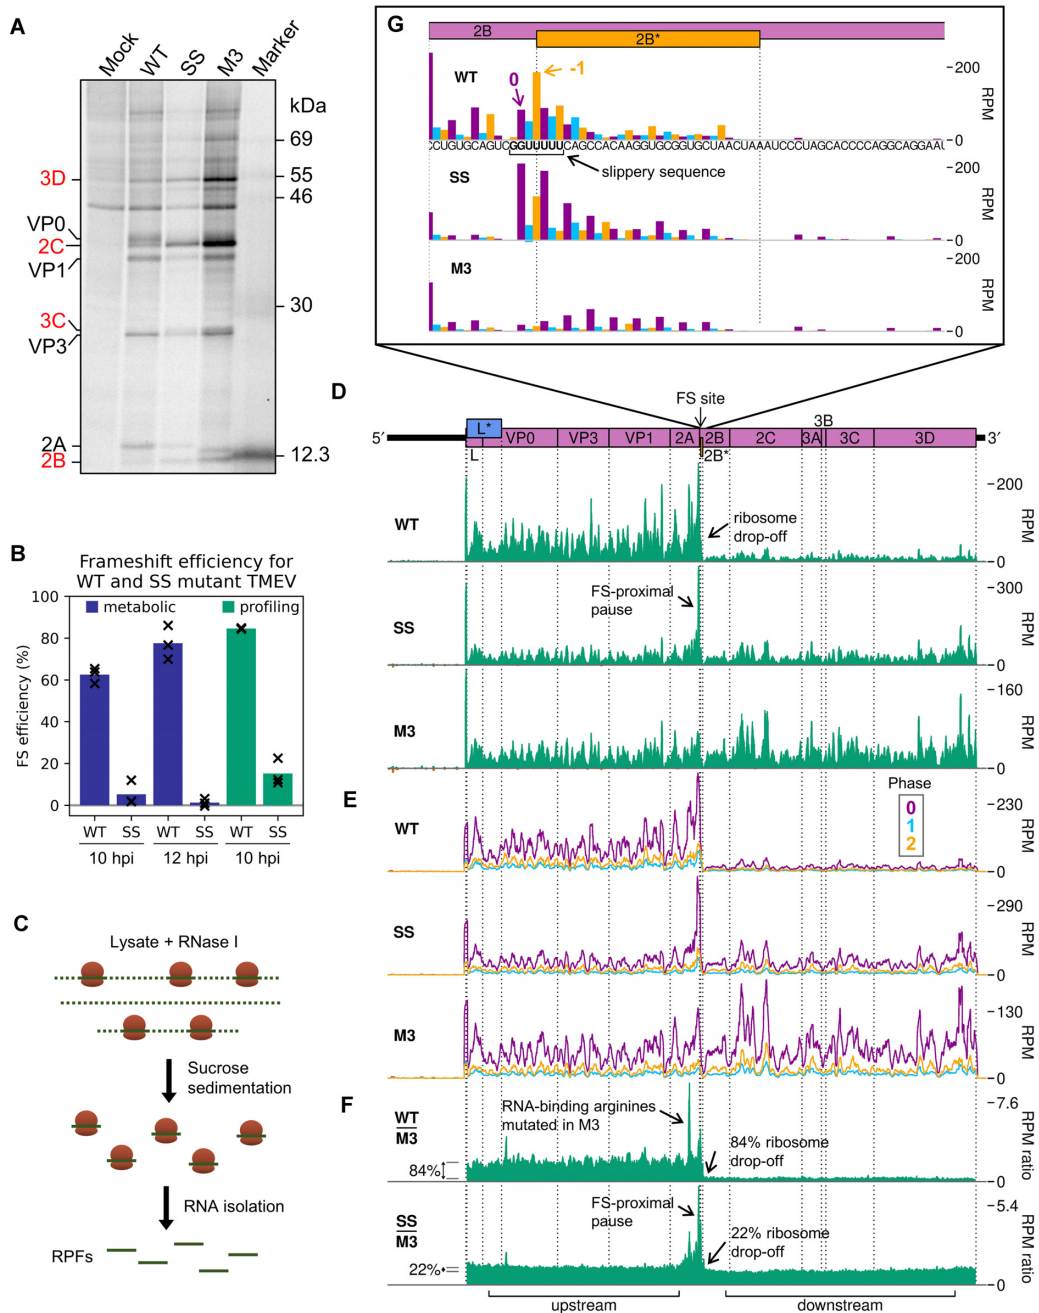 A
Mock
WT
SS
M3
Marker
kDa
69
55
46
30
12.3
3D
VP0
2C
VP1
3C
VP3
2A
2B
B
Frameshift efficiency for
WT and SS mutant TMEV
metabolic
profiling
FS efficiency (%)
100
80
60
40
20
0
WT SS WT SS WT SS
10 hpi 12 hpi 10 hpi
C
Lysate + RNase I
Sucrose
sedimentation
RNA isolation
RPFs
G
2B
2B*
WT
0
-1
200
0
RPM
CCUGUGCAGUCGGUUUUUCAGCCACAAGGUGCGGUGCUAACUAAAUCCCUAGCACCCCAGGCAGGAAU
slippery sequence
SS
200
0
RPM
M3
200
0
RPM
D
FS site
5′
L*
L
VP0
VP3
VP1
2A
2B
2B*
2C
3A
3B
3C
3D
3′
WT
ribosome
drop-off
200
0
RPM
SS
FS-proximal
pause
300
0
RPM
M3
160
0
RPM
E
Phase
0
1
2
WT
230
0
RPM
SS
290
0
RPM
M3
130
0
RPM
F
WT
M3
RNA-binding arginines
mutated in M3
84%
84% ribosome
drop-off
7.6
0
RPM ratio
SS
M3
FS-proximal
pause
22%
22% ribosome
drop-off
5.4
0
RPM ratio
upstream
downstream